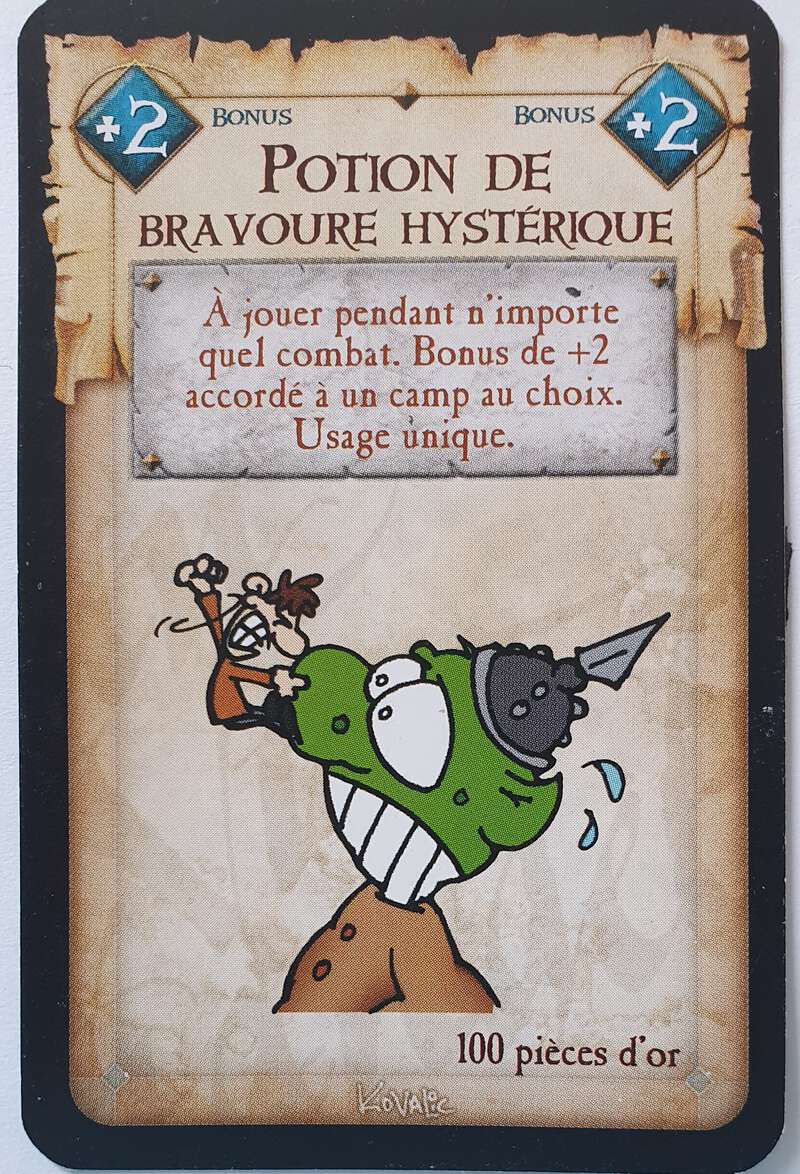 +2 BONUS BONUS +2
POTION DE
BRAVOURE HYSTÉRIQUE
À jouer pendant n'importe
quel combat. Bonus de +2
accordé à un camp au choix.
Usage unique.
100 pièces d'or
KOVALIC